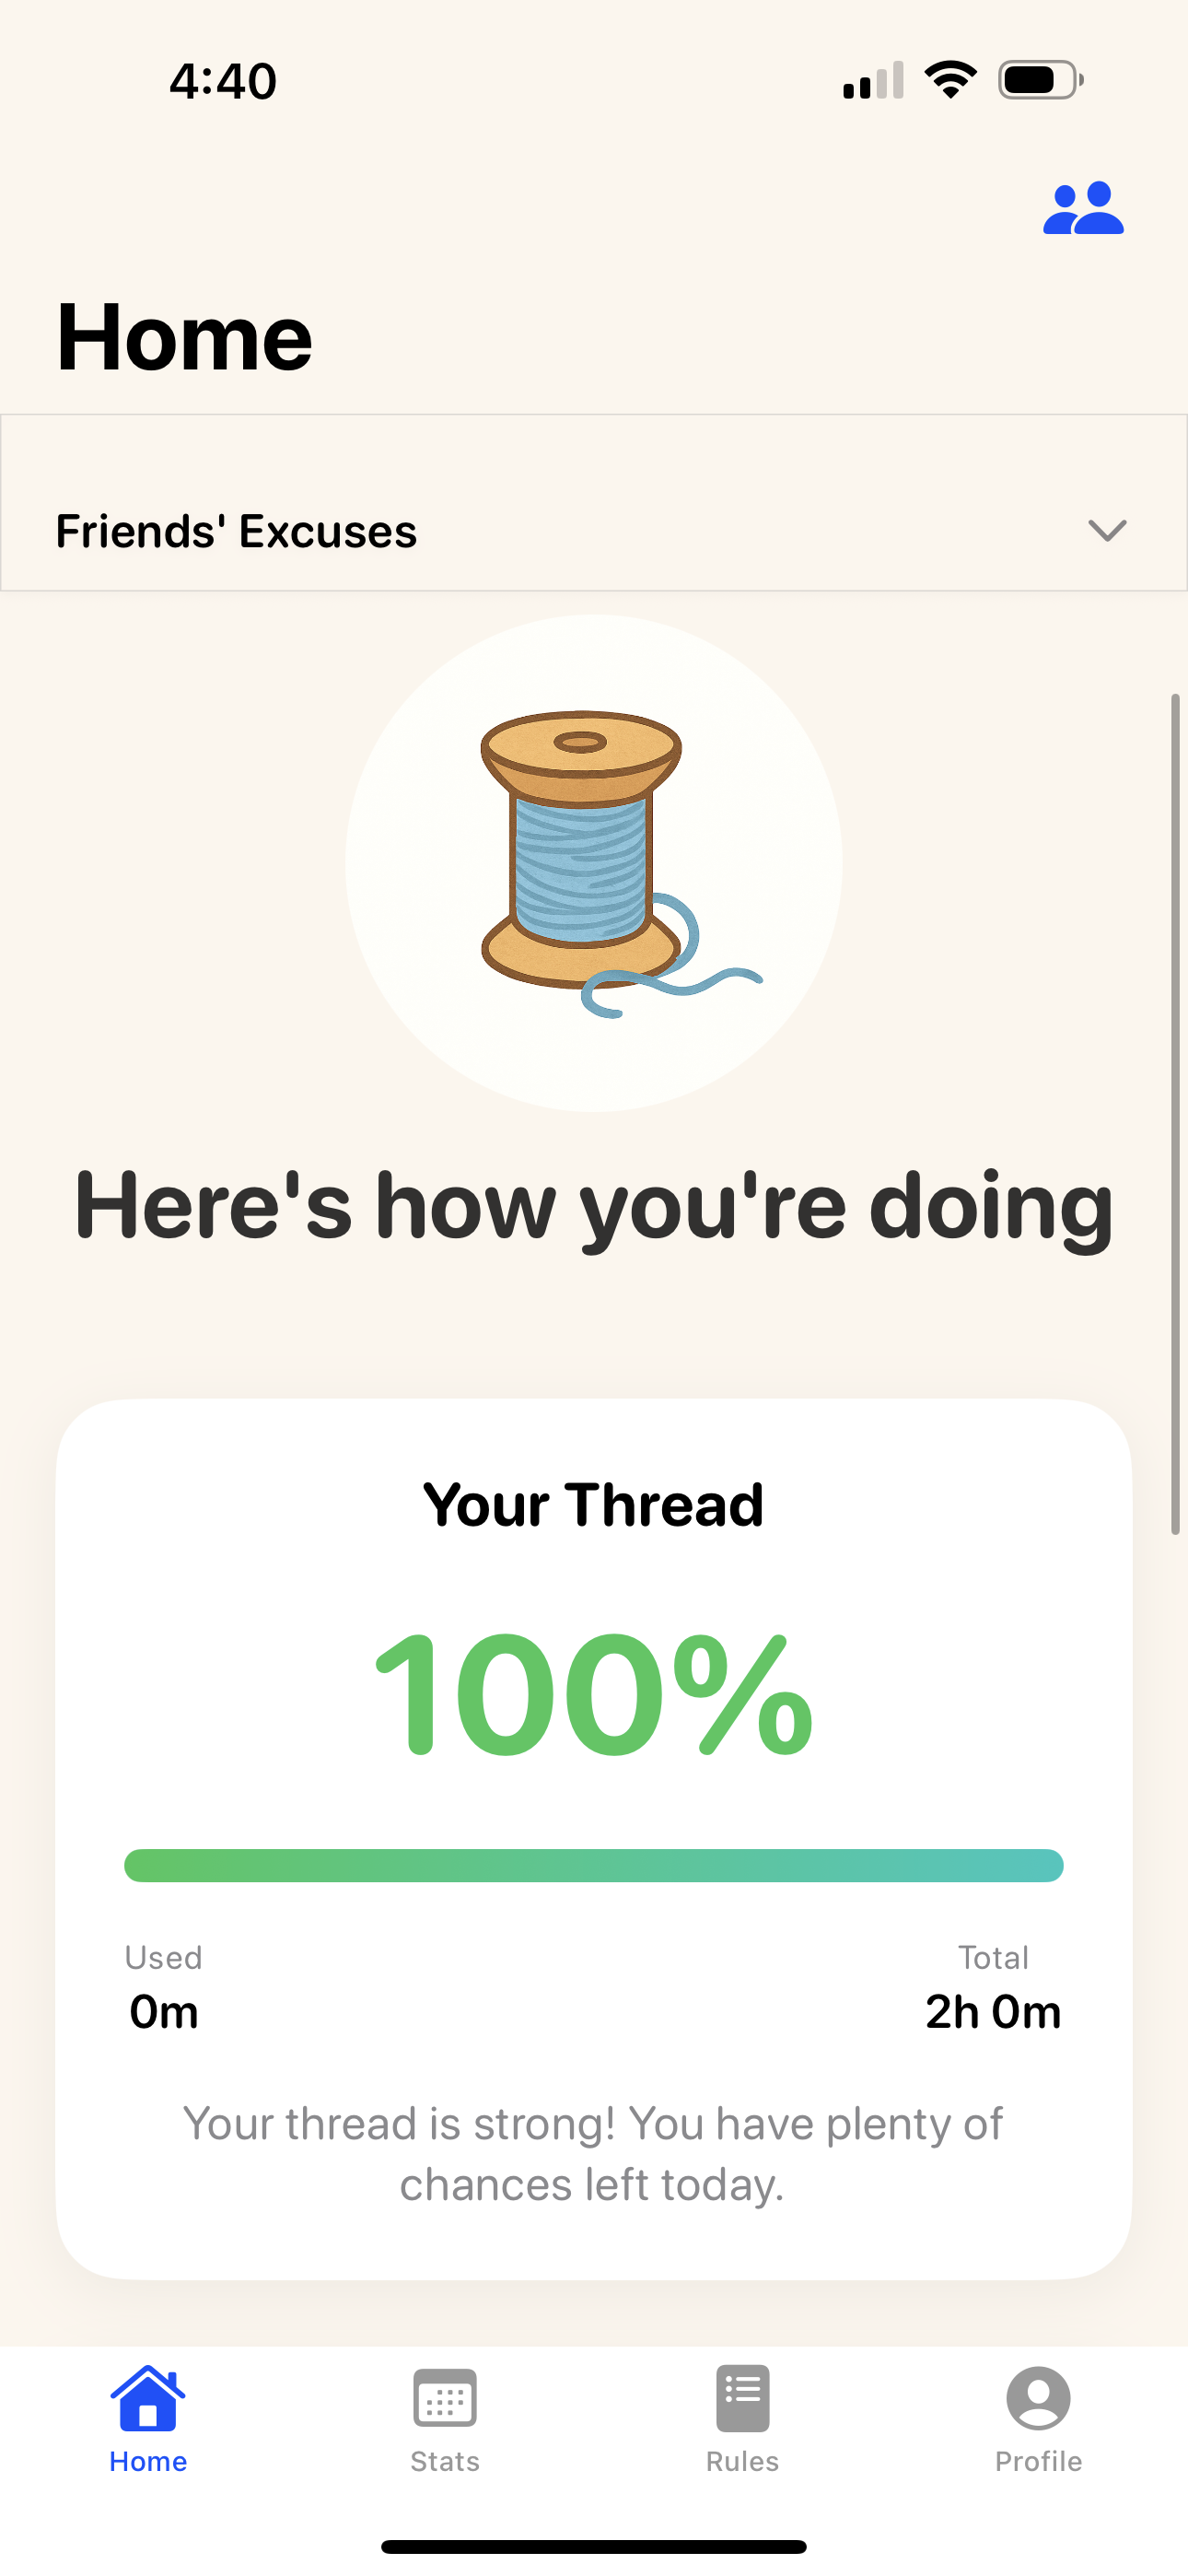 4:40
Home
Friends' Excuses
Here's how you're doing
Your Thread
100%
Used
Total
0m
2h 0m
Your thread is strong! You have plenty of
chances left today.
Home
Stats
Rules
Profile